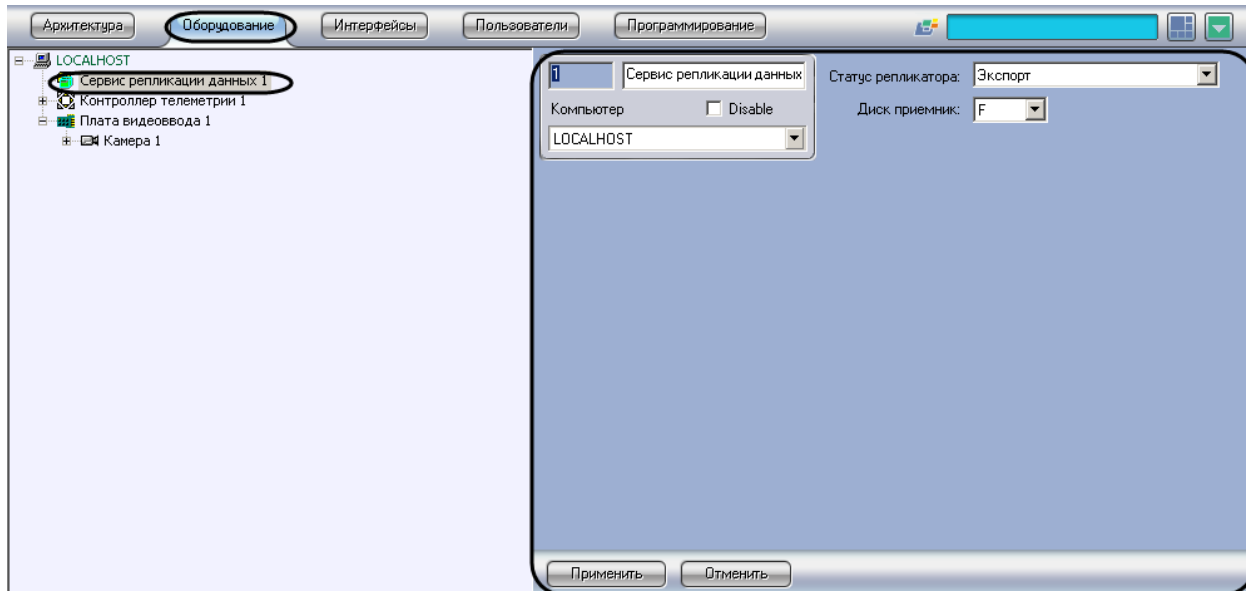 Архитектура Оборудование Интерфейсы Пользователи Программирование
LOCALHOST
Сервис репликации данных 1
Контроллер телеметрии 1
Плата видеоввода 1
Камера 1
1 Сервис репликации данных
Компьютер Disable
LOCALHOST
Статус репликатора: Экспорт
Диск приемник: F
Применить Отменить